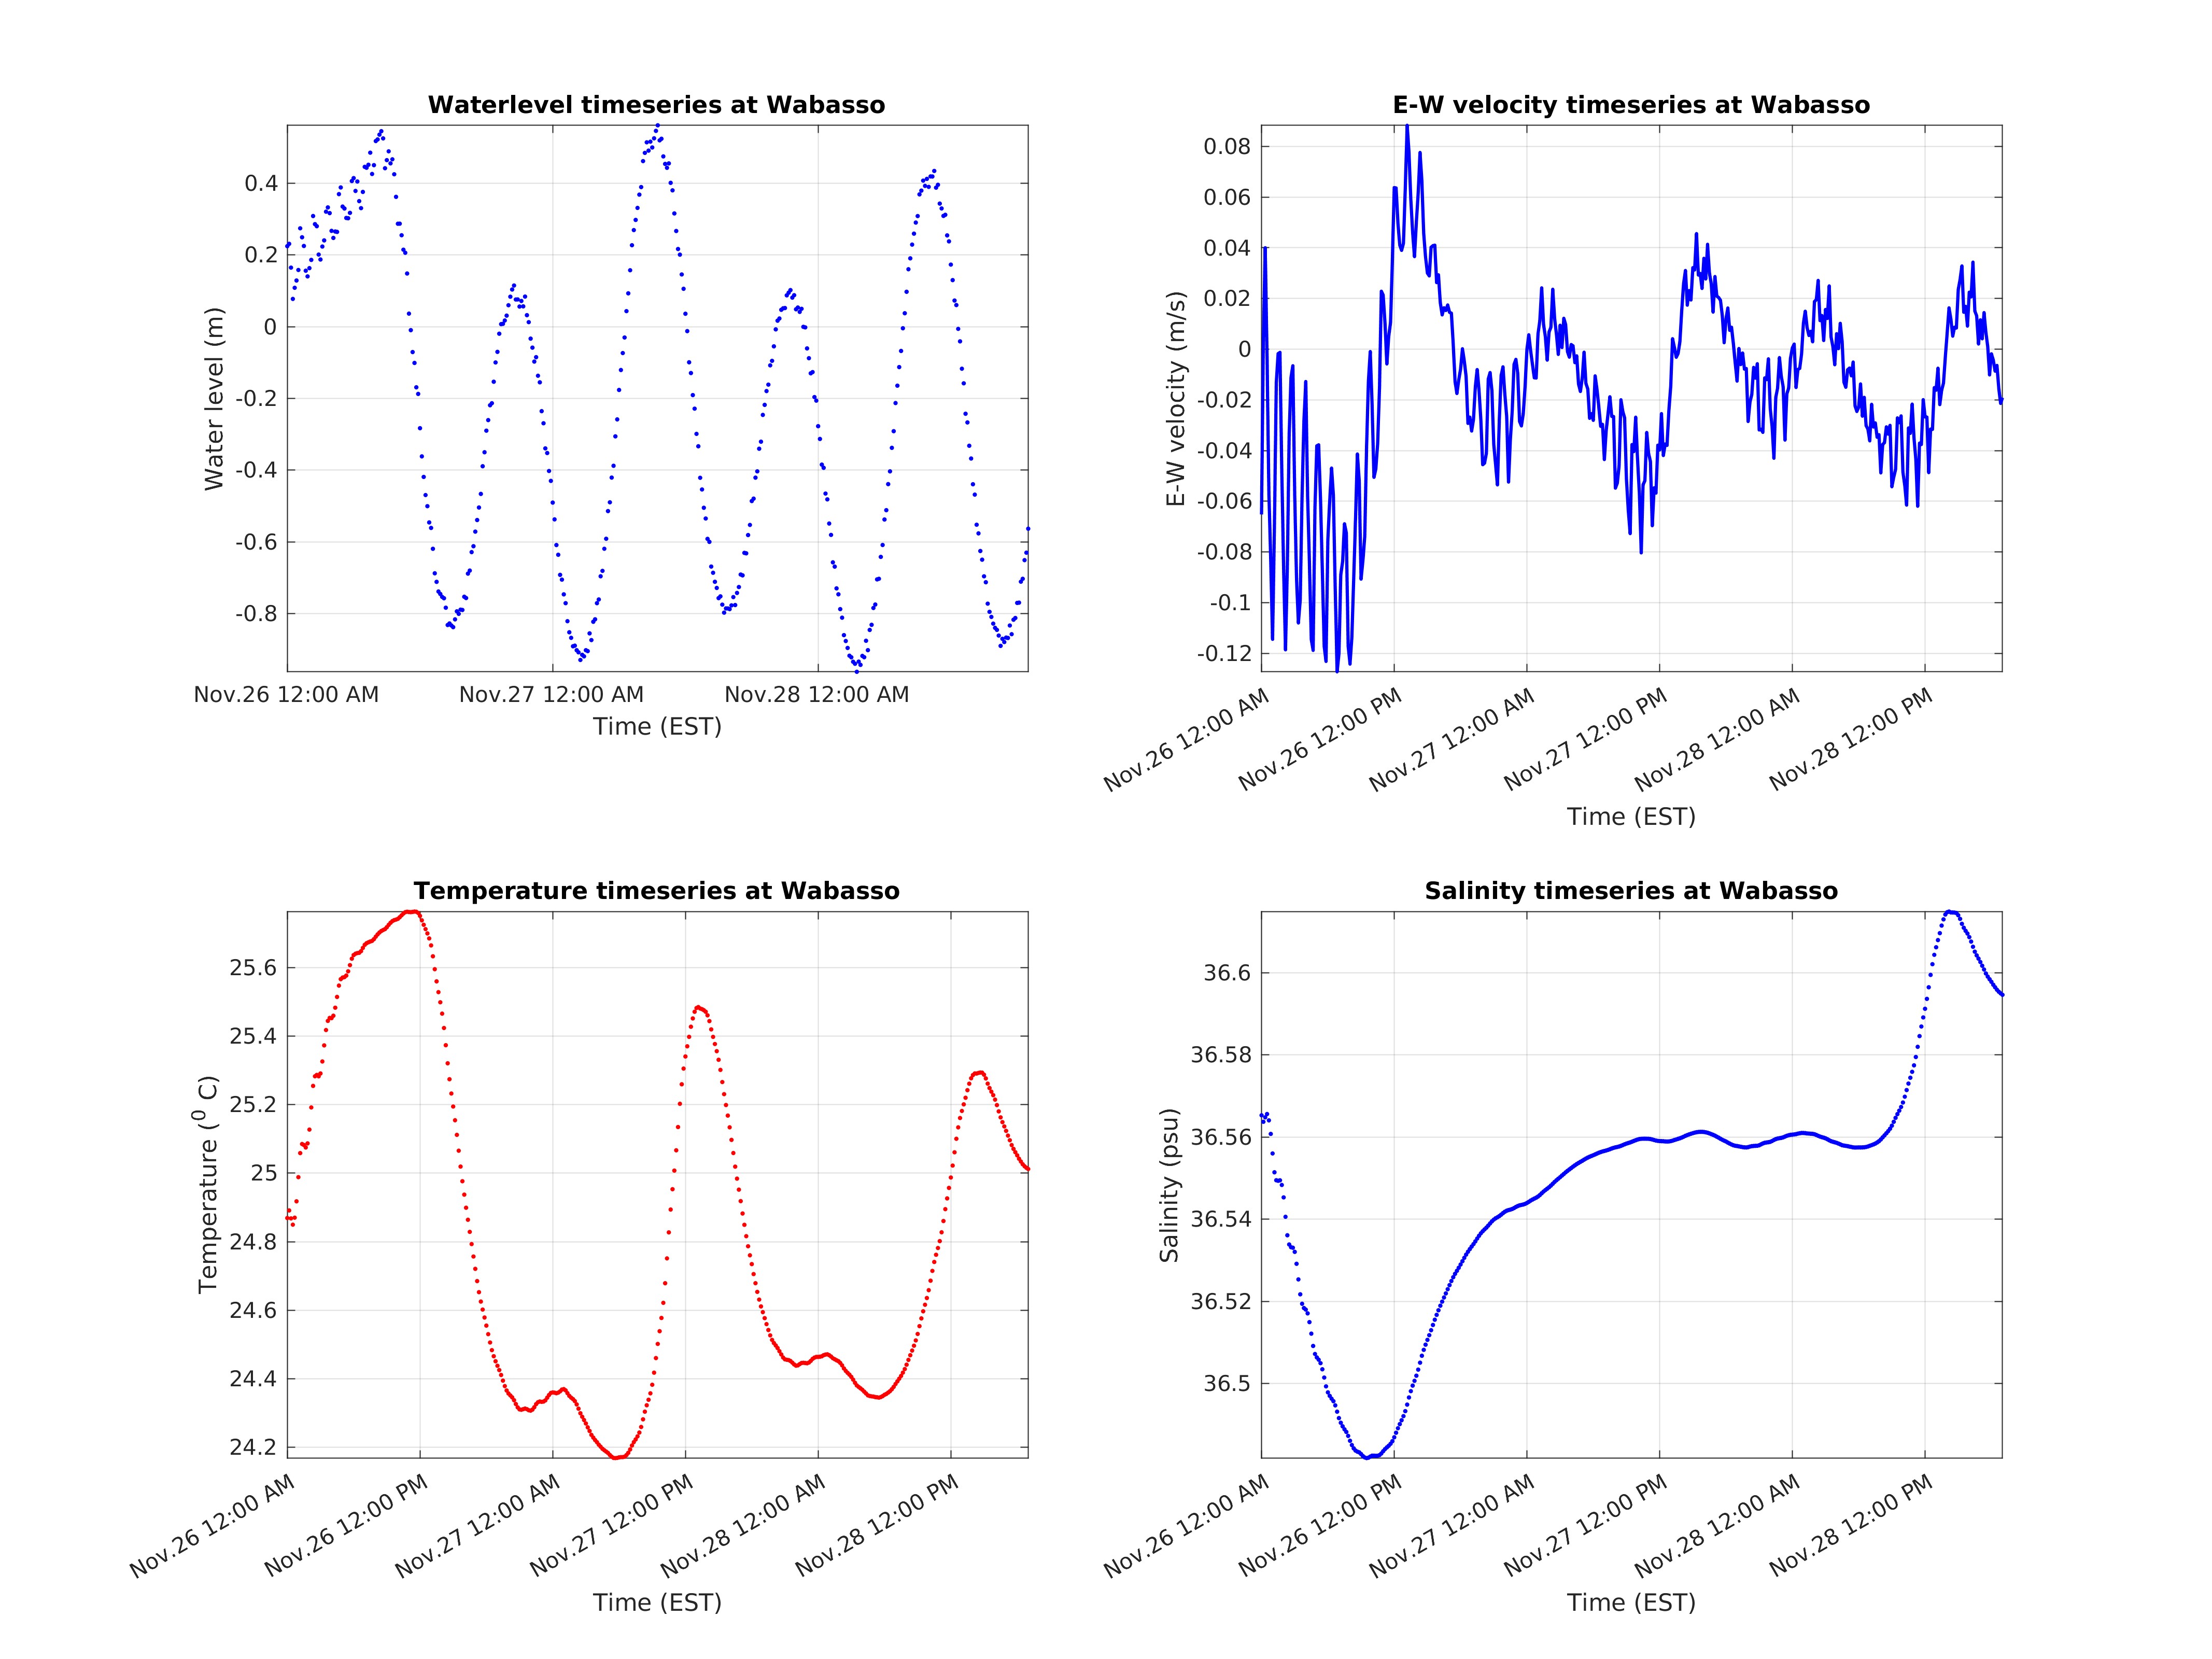 Waterlevel timeseries at Wabasso
0.4
0.2
0
-0.2
-0.4
-0.6
-0.8
Water level (m)
Nov.26 12:00 AM
Nov.27 12:00 AM
Nov.28 12:00 AM
Time (EST)
E-W velocity timeseries at Wabasso
0.08
0.06
0.04
0.02
0
-0.02
-0.04
-0.06
-0.08
-0.1
-0.12
E-W velocity (m/s)
Nov.26 12:00 AM
Nov.26 12:00 PM
Nov.27 12:00 AM
Nov.27 12:00 PM
Nov.28 12:00 AM
Nov.28 12:00 PM
Time (EST)
Temperature timeseries at Wabasso
25.6
25.4
25.2
25
24.8
24.6
24.4
24.2
Temperature (⁰ C)
Nov.26 12:00 AM
Nov.26 12:00 PM
Nov.27 12:00 AM
Nov.27 12:00 PM
Nov.28 12:00 AM
Nov.28 12:00 PM
Time (EST)
Salinity timeseries at Wabasso
36.6
36.58
36.56
36.54
36.52
36.5
Salinity (psu)
Nov.26 12:00 AM
Nov.26 12:00 PM
Nov.27 12:00 AM
Nov.27 12:00 PM
Nov.28 12:00 AM
Nov.28 12:00 PM
Time (EST)